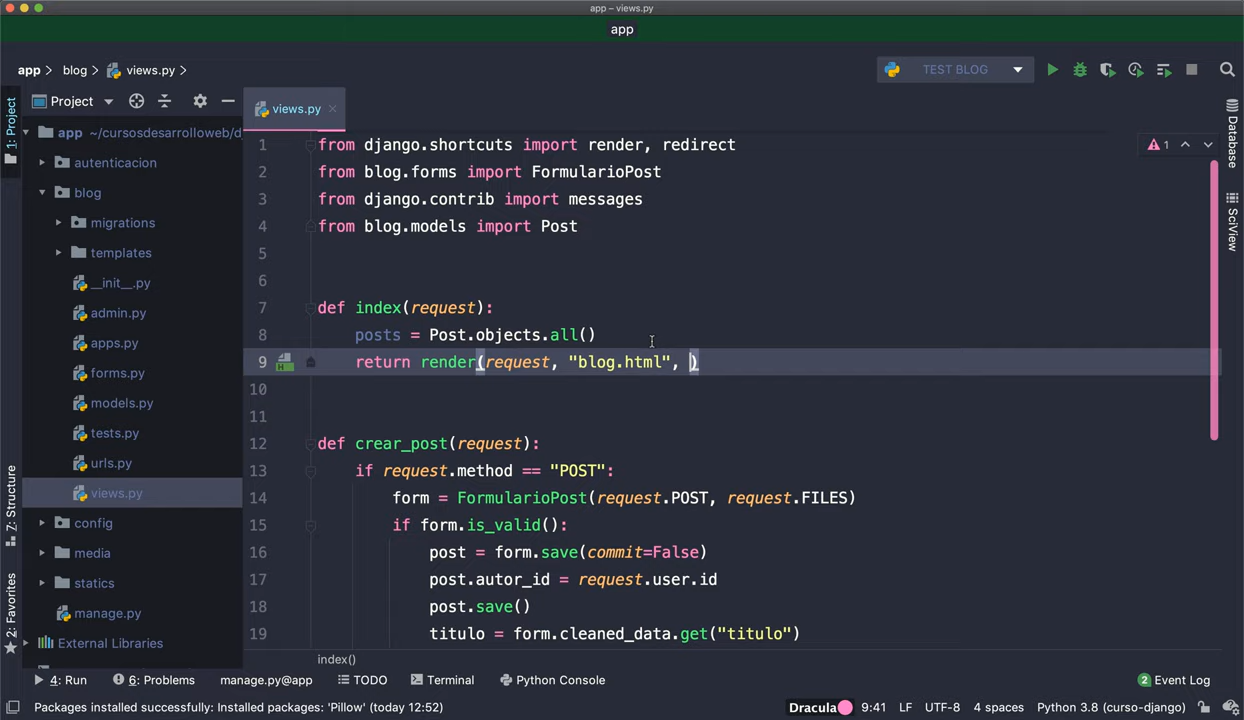 app – views.py
app
app
blog
views.py
TEST BLOG
1: Project
Project
views.py
app ~/cursosdesarrolloweb/d
autenticacion
blog
migrations
templates
__init__.py
admin.py
apps.py
forms.py
models.py
tests.py
urls.py
views.py
config
media
statics
manage.py
External Libraries
Z: Structure
2: Favorites
1 from django.shortcuts import render, redirect
2 from blog.forms import FormularioPost
3 from django.contrib import messages
4 from blog.models import Post
5
6
7 def index(request):
8 posts = Post.objects.all()
9 return render(request, "blog.html", )
10
11
12 def crear_post(request):
13 if request.method == "POST":
14 form = FormularioPost(request.POST, request.FILES)
15 if form.is_valid():
16 post = form.save(commit=False)
17 post.autor_id = request.user.id
18 post.save()
19 titulo = form.cleaned_data.get("titulo")
1
Database
SciView
index()
4: Run
6: Problems
manage.py@app
TODO
Terminal
Python Console
2 Event Log
Packages installed successfully: Installed packages: 'Pillow' (today 12:52)
Dracula
9:41
LF
UTF-8
4 spaces
Python 3.8 (curso-django)